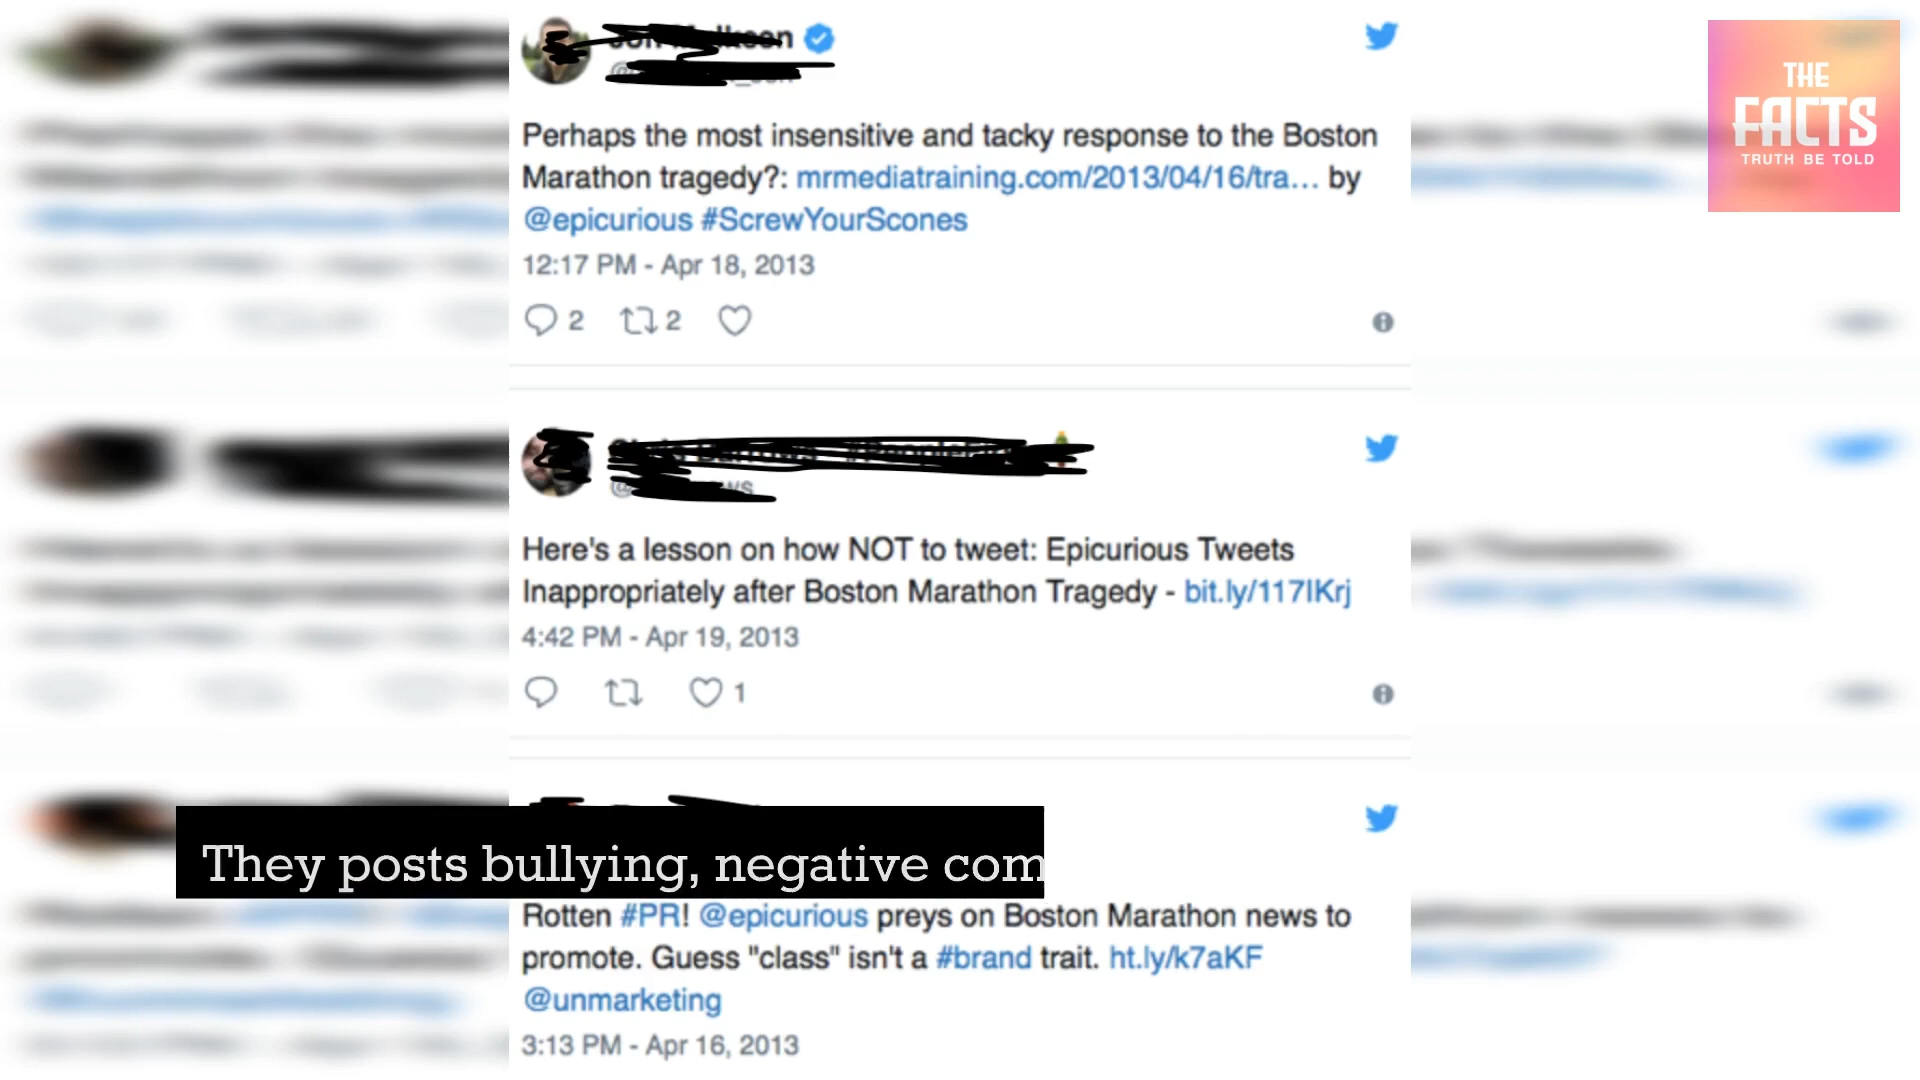 THE
FACTS
TRUTH BE TOLD
Perhaps the most insensitive and tacky response to the Boston
Marathon tragedy?: mrmediatraining.com/2013/04/16/tra... by
@epicurious #ScrewYourScones
12:17 PM - Apr 18, 2013
2 2
Here's a lesson on how NOT to tweet: Epicurious Tweets
Inappropriately after Boston Marathon Tragedy - bit.ly/117IKrj
4:42 PM - Apr 19, 2013
1
They posts bullying, negative com
Rotten #PR! @epicurious preys on Boston Marathon news to
promote. Guess "class" isn't a #brand trait. ht.ly/k7aKF
@unmarketing
3:13 PM - Apr 16, 2013